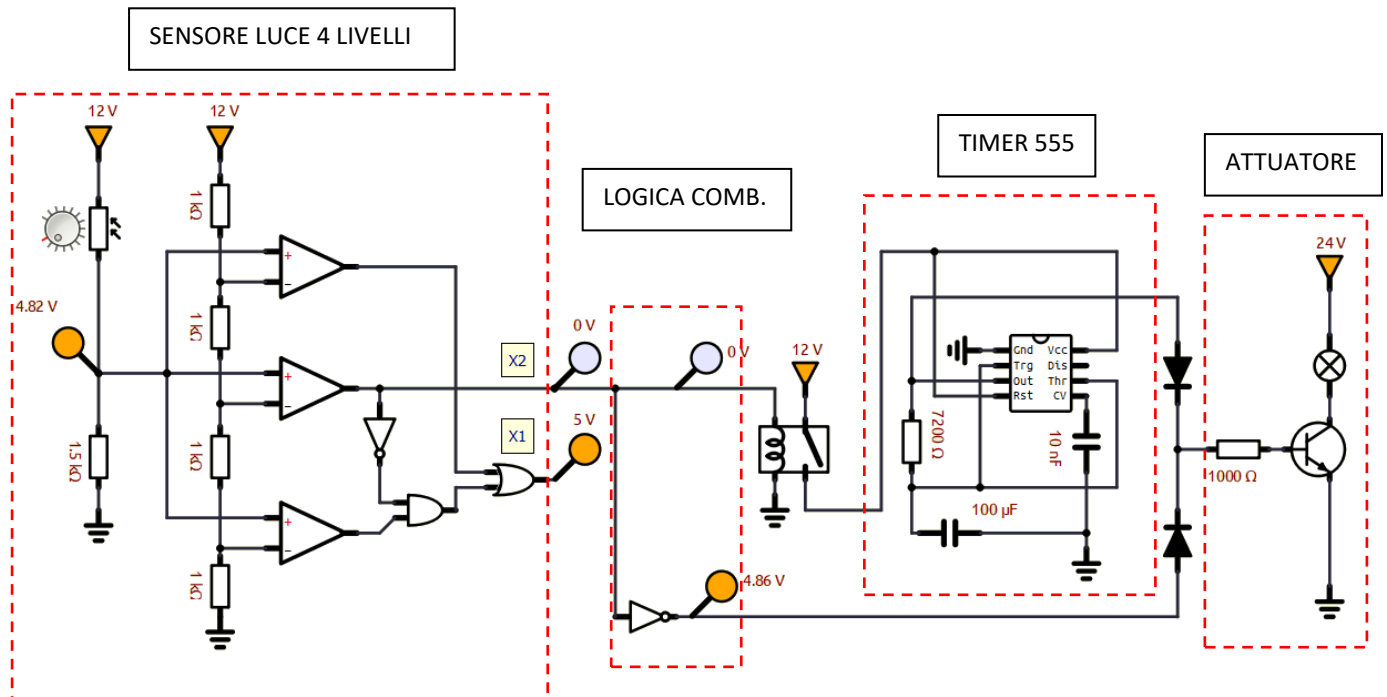 SENSORE LUCE 4 LIVELLI
12 V
12 V
1 kΩ
4.82 V
1 kΩ
1.5 kΩ
1 kΩ
1 kΩ
+
−
+
−
+
−
X2
X1
0 V
5 V
LOGICA COMB.
0 V
4.86 V
12 V
TIMER 555
Gnd Vcc
Trg Dis
Out Thr
Rst CV
7200 Ω
10 nF
100 µF
ATTUATORE
24 V
1000 Ω